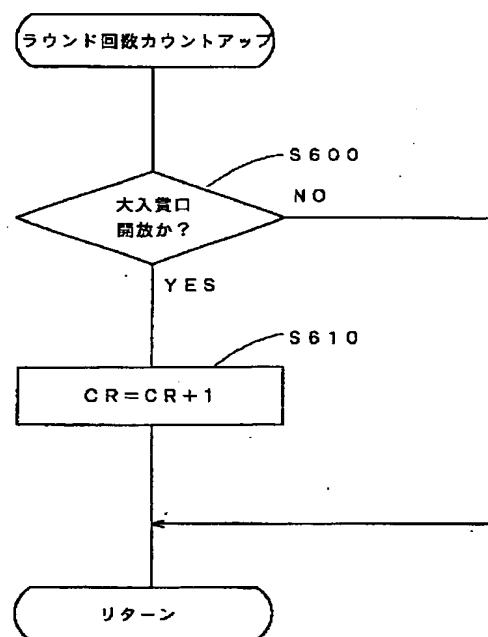 ラウンド回数カウントアップ
S600
大入賞口
開放か?
NO
YES
S610
CR=CR+1
リターン